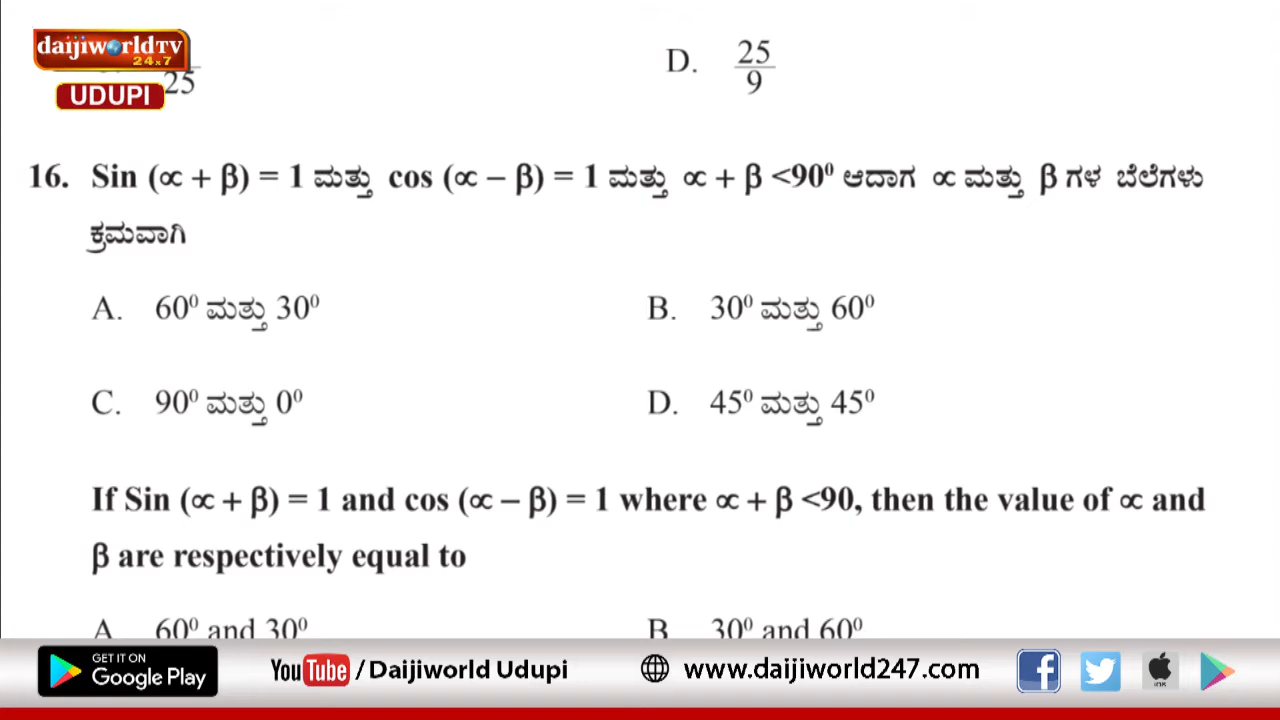 daijiworldTV
24x7
UDUPI
25
D. 25/9
16. Sin (∝ + β) = 1 ಮತ್ತು cos (∝ − β) = 1 ಮತ್ತು ∝ + β <90⁰ ಆದಾಗ ∝ ಮತ್ತು β ಗಳ ಬೆಲೆಗಳು
ಕ್ರಮವಾಗಿ
A. 60⁰ ಮತ್ತು 30⁰ B. 30⁰ ಮತ್ತು 60⁰
C. 90⁰ ಮತ್ತು 0⁰ D. 45⁰ ಮತ್ತು 45⁰
If Sin (∝ + β) = 1 and cos (∝ − β) = 1 where ∝ + β <90, then the value of ∝ and
β are respectively equal to
A 60⁰ and 30⁰ B 30⁰ and 60⁰
GET IT ON
Google Play
YouTube / Daijiworld Udupi
www.daijiworld247.com